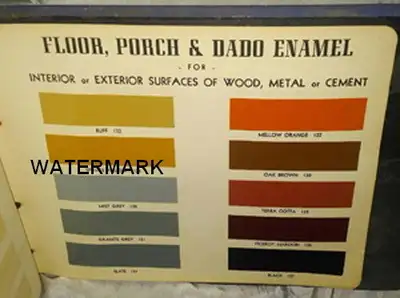 FLOOR, PORCH & DADO ENAMEL
- FOR -
INTERIOR or EXTERIOR SURFACES OF WOOD, METAL or CEMENT
BUFF
MELLOW ORANGE
WATERMARK
OAK BROWN
MIST GREY
TERRA COTTA
GRANITE GREY
SLATE
BLACK